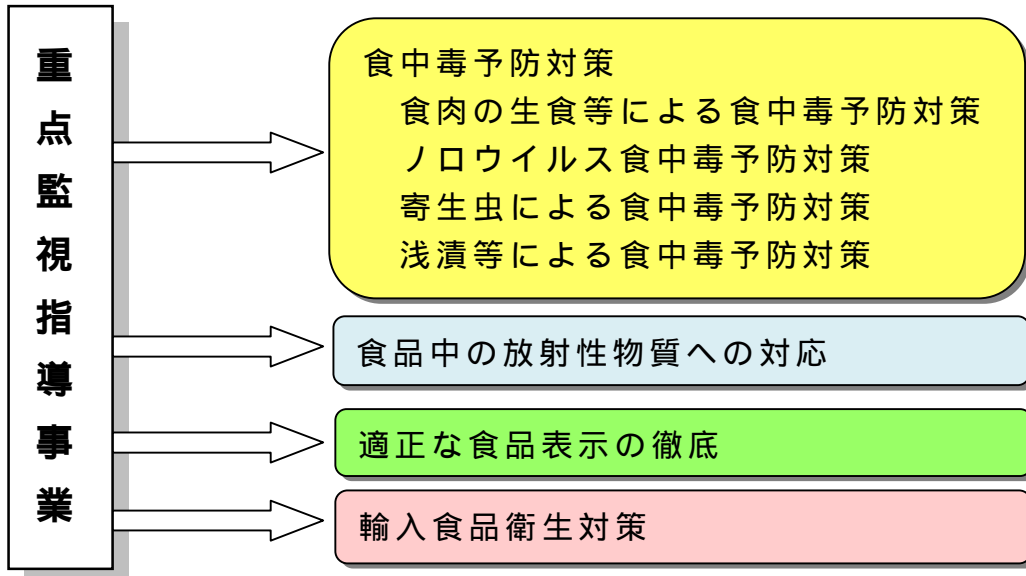 重点監視指導事業
食中毒予防対策
食肉の生食等による食中毒予防対策
ノロウイルス食中毒予防対策
寄生虫による食中毒予防対策
浅漬等による食中毒予防対策
食品中の放射性物質への対応
適正な食品表示の徹底
輸入食品衛生対策